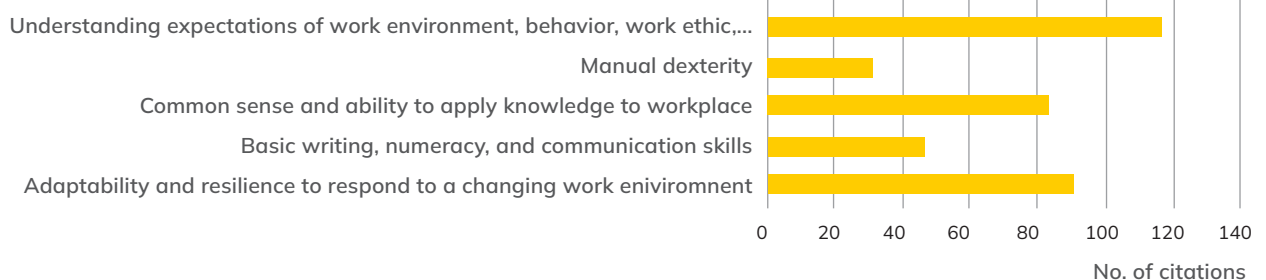 Understanding expectations of work environment, behavior, work ethic,...
Manual dexterity
Common sense and ability to apply knowledge to workplace
Basic writing, numeracy, and communication skills
Adaptability and resilience to respond to a changing work eniviromnent
0 20 40 60 80 100 120 140
No. of citations